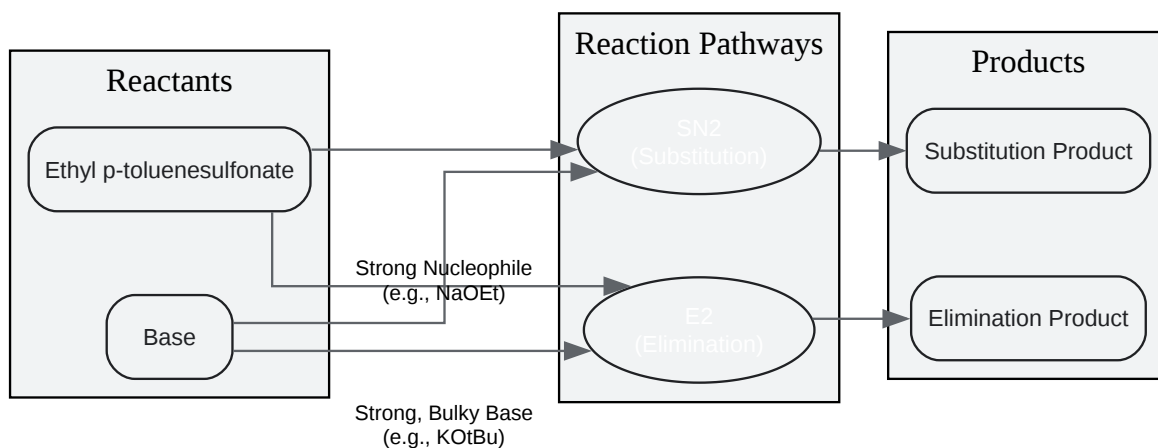 Reactants
Ethyl p-toluenesulfonate
Base
Strong Nucleophile
(e.g., NaOEt)
Strong, Bulky Base
(e.g., KOtBu)
Reaction Pathways
SN2
(Substitution)
E2
(Elimination)
Products
Substitution Product
Elimination Product